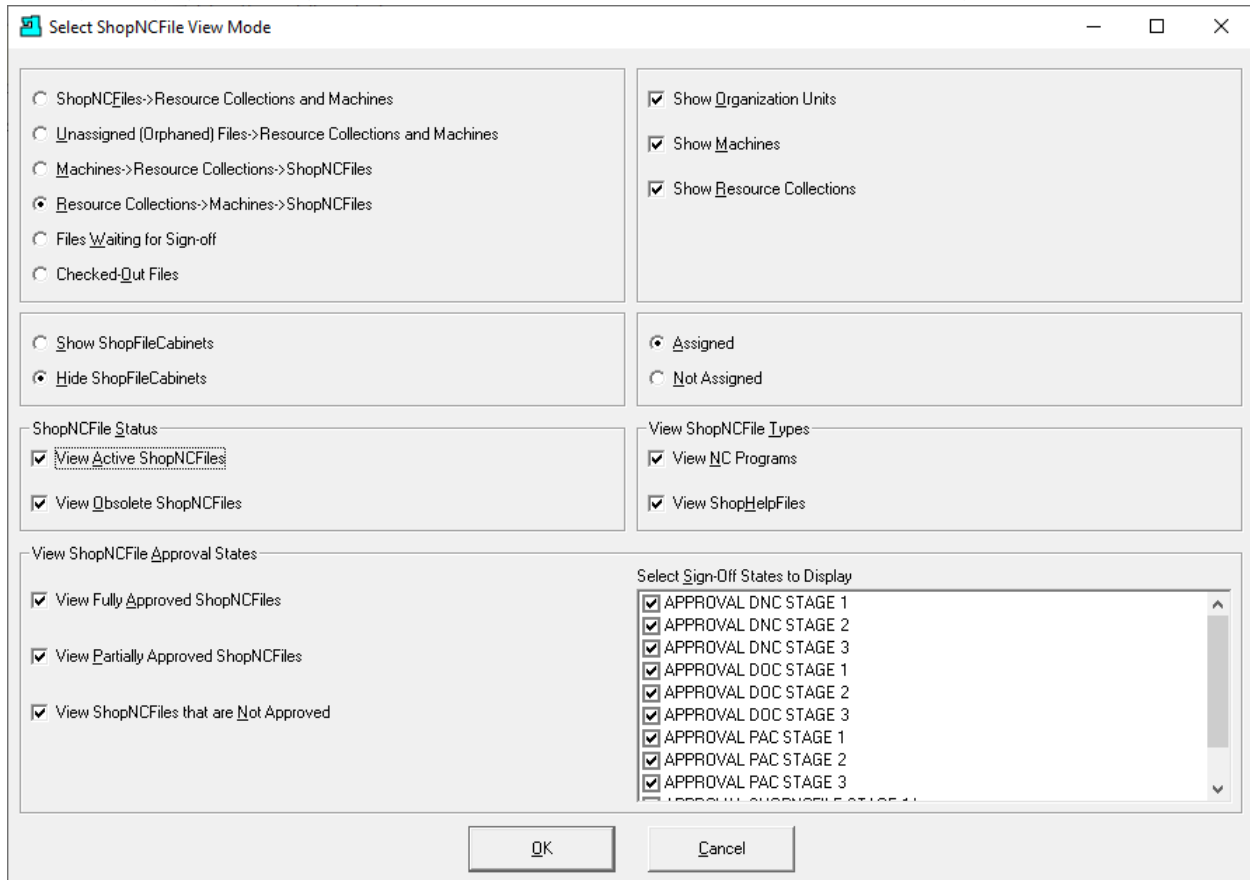 Select ShopNCFile View Mode
ShopNCFiles->Resource Collections and Machines
Unassigned (Orphaned) Files->Resource Collections and Machines
Machines->Resource Collections->ShopNCFiles
Resource Collections->Machines->ShopNCFiles
Files Waiting for Sign-off
Checked-Out Files
Show Organization Units
Show Machines
Show Resource Collections
Show ShopFileCabinets
Hide ShopFileCabinets
Assigned
Not Assigned
ShopNCFile Status
View Active ShopNCFiles
View Obsolete ShopNCFiles
View ShopNCFile Types
View NC Programs
View ShopHelpFiles
View ShopNCFile Approval States
View Fully Approved ShopNCFiles
View Partially Approved ShopNCFiles
View ShopNCFiles that are Not Approved
Select Sign-Off States to Display
APPROVAL DNC STAGE 1
APPROVAL DNC STAGE 2
APPROVAL DNC STAGE 3
APPROVAL DOC STAGE 1
APPROVAL DOC STAGE 2
APPROVAL DOC STAGE 3
APPROVAL PAC STAGE 1
APPROVAL PAC STAGE 2
APPROVAL PAC STAGE 3
OK
Cancel